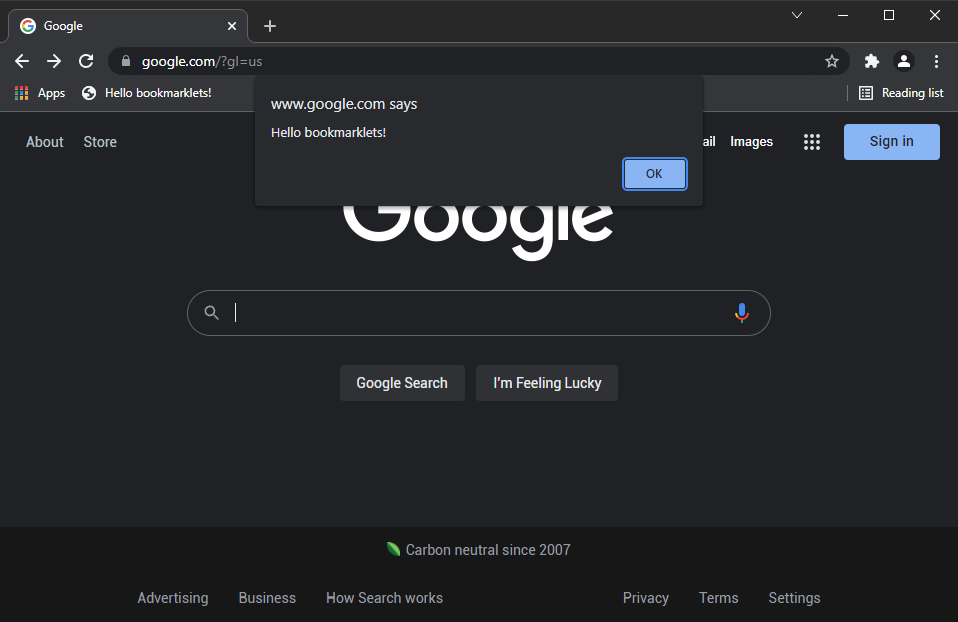 Google
google.com/?gl=us
Apps
Hello bookmarklets!
Reading list
www.google.com says
Hello bookmarklets!
OK
About
Store
ail
Images
Sign in
Google
Google Search
I'm Feeling Lucky
Carbon neutral since 2007
Advertising
Business
How Search works
Privacy
Terms
Settings